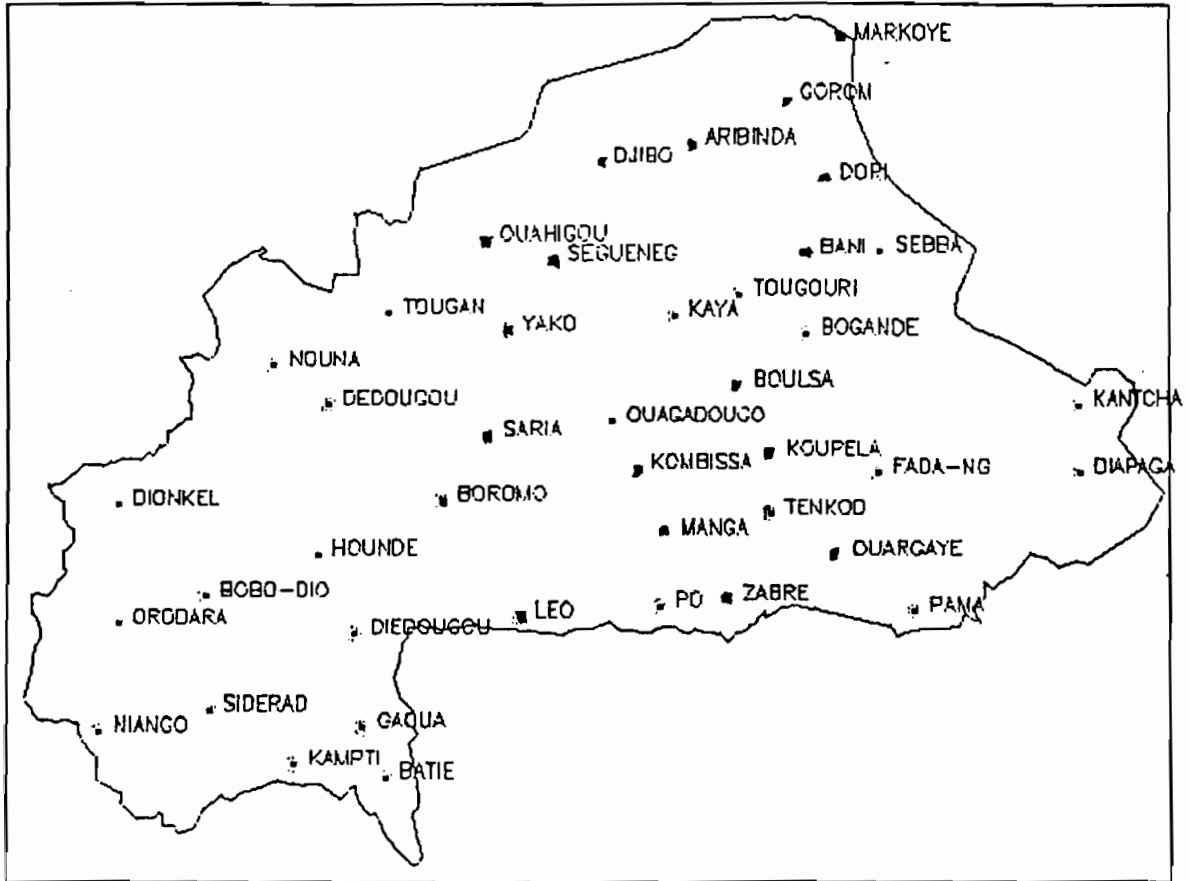 MARKOYE
GOROM
ARIBINDA
DJIBO
DORI
OUAHIGOU
SEGUENEG
BANI
SEBBA
TOUGOURI
TOUGAN
KAYA
YAKO
BOGANDE
NOUNA
BOULSA
DEDOUGOU
KANTCHA
OUAGADOUGO
SARIA
KOUPELA
KOMBISSA
FADA-NG
DIAPAGA
DIONKEL
BOROMO
TENKOD
MANGA
HOUNDE
OUARGAYE
BOBO-DIO
PO
ZABRE
PAMA
ORODARA
LEO
DIEDOUGOU
SIDERAD
NIANGO
GAOUA
KAMPTI
BATIE